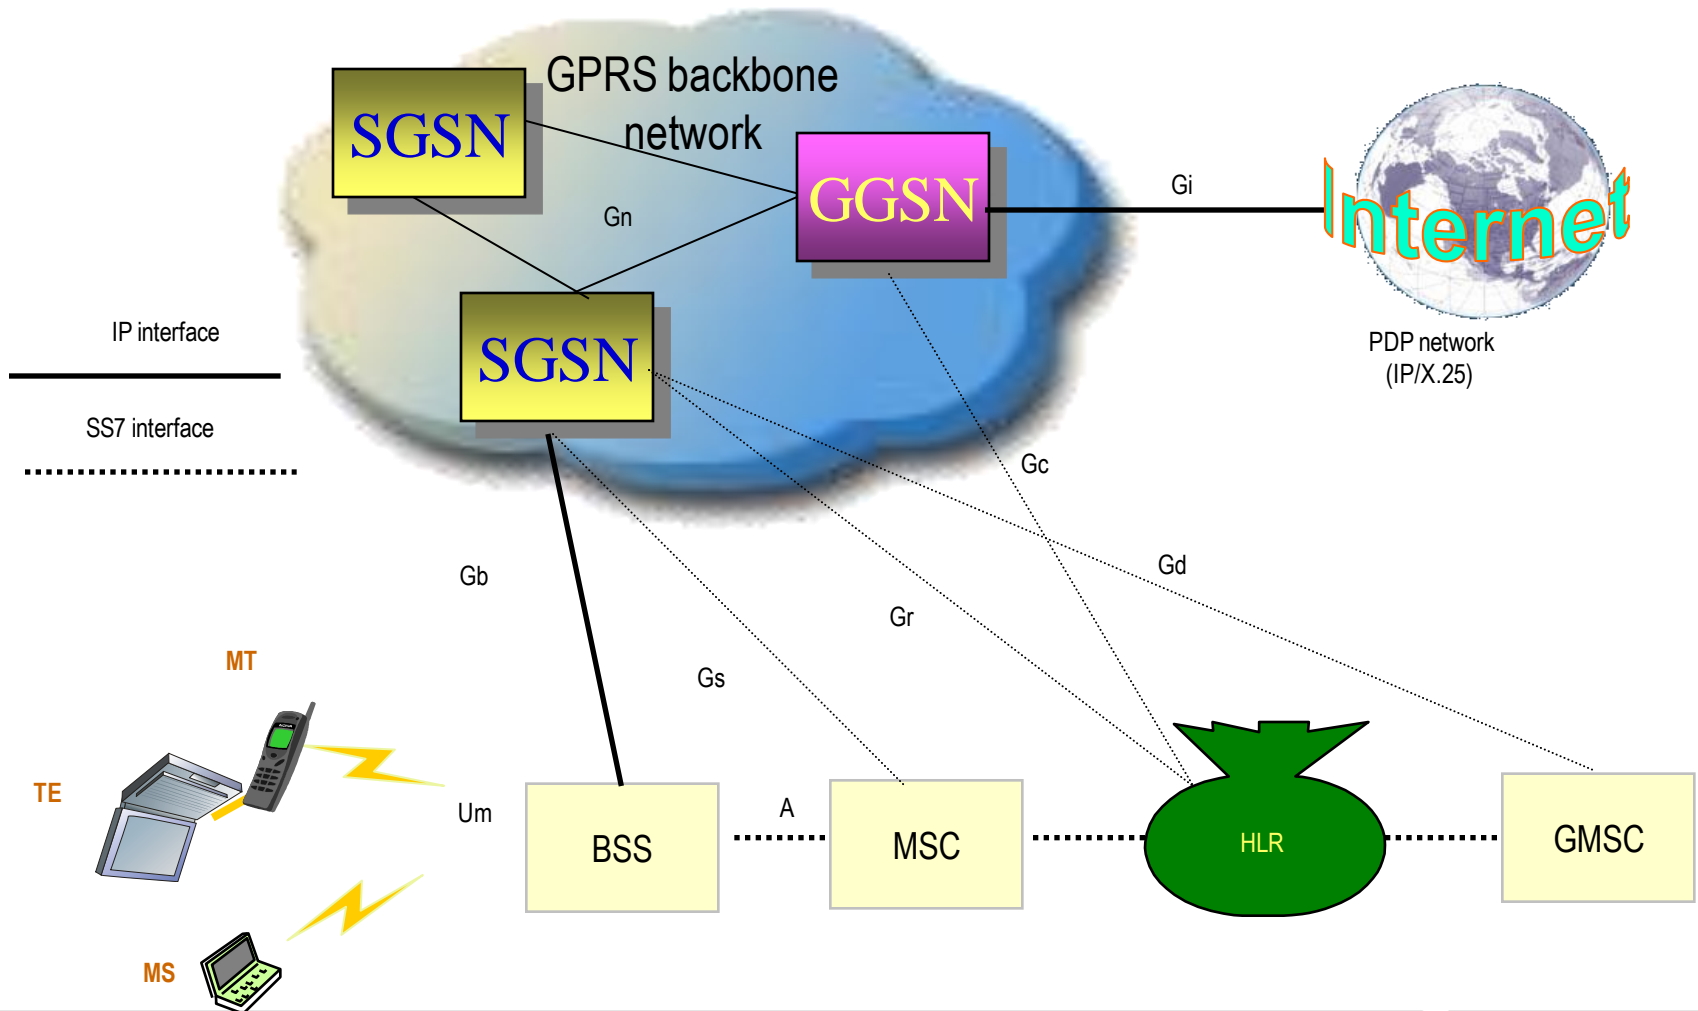 GPRS backbone
network
SGSN
GGSN
Gi
Internet
Gn
IP interface
SGSN
PDP network
(IP/X.25)
SS7 interface
Gc
Gb
Gd
Gr
MT
Gs
TE
Um
A
BSS
MSC
HLR
GMSC
MS